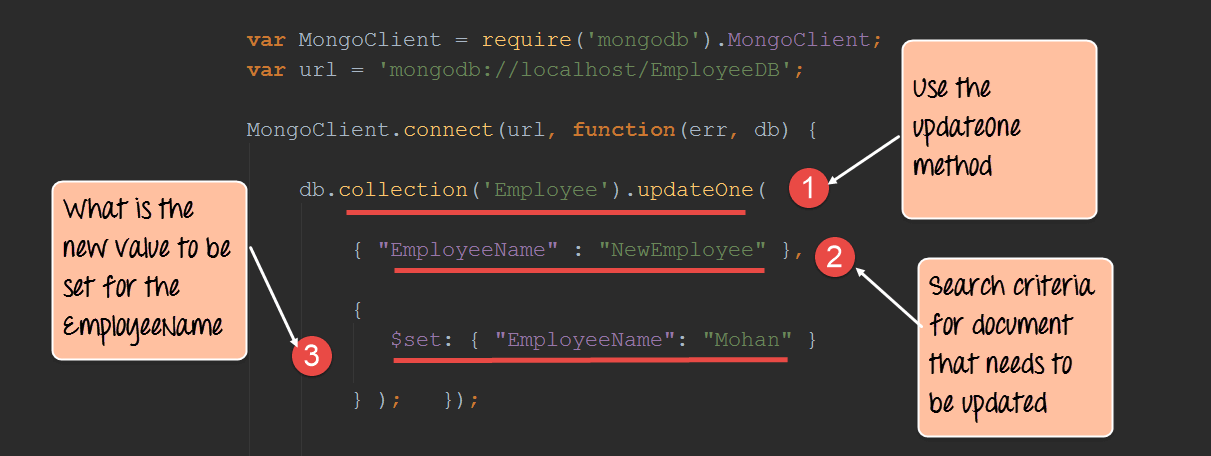 var MongoClient = require('mongodb').MongoClient;
var url = 'mongodb://localhost/EmployeeDB';
MongoClient.connect(url, function(err, db) {
db.collection('Employee').updateOne(
{ "EmployeeName" : "NewEmployee" },
{
$set: { "EmployeeName": "Mohan" }
} ); });
1
Use the
updateOne
method
2
Search criteria
for document
that needs to
be updated
3
What is the
new value to be
set for the
EmployeeName